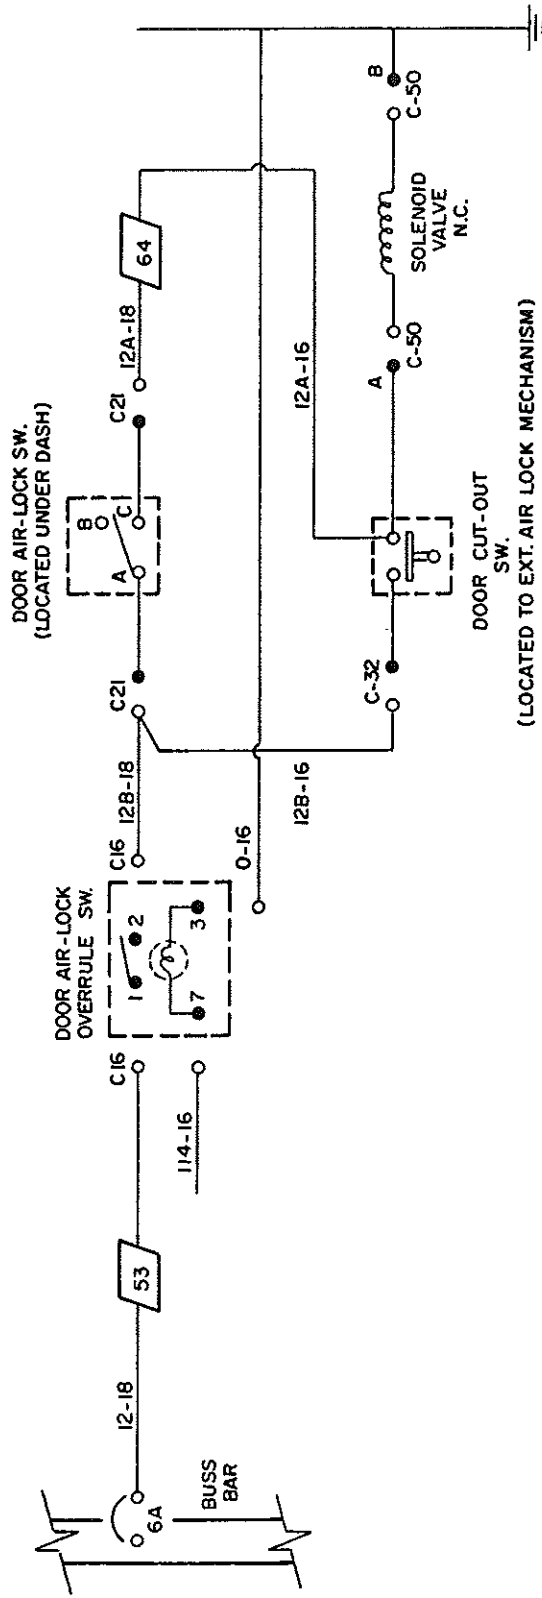 BUSS
BAR
6A
12-18
53
C16
114-16
DOOR AIR-LOCK
OVERRULE SW.
1
2
7
3
C16
12B-18
0-16
12B-16
C21
DOOR AIR-LOCK SW.
(LOCATED UNDER DASH)
A
B
C
C21
12A-18
64
12A-16
C-32
DOOR CUT-OUT
SW.
(LOCATED TO EXT. AIR LOCK MECHANISM)
A
C-50
SOLENOID
VALVE
N.C.
C-50
B